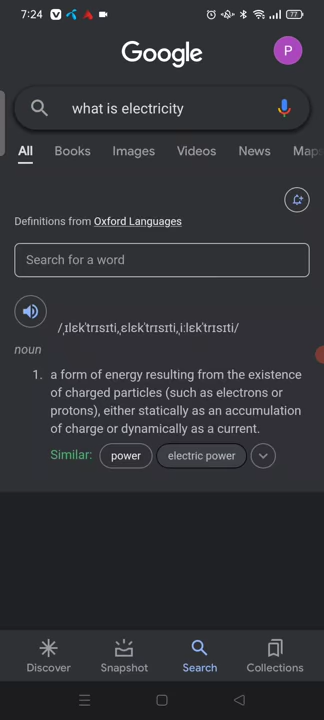 7:24
77
Google
P
what is electricity
All Books Images Videos News Map
Definitions from Oxford Languages
Search for a word
/ˌɪlɛkˈtrɪsɪti,ˌɛlɛkˈtrɪsɪti,ˌiːlɛkˈtrɪsɪti/
noun
1. a form of energy resulting from the existence
of charged particles (such as electrons or
protons), either statically as an accumulation
of charge or dynamically as a current.
Similar: power electric power
Discover Snapshot Search Collections